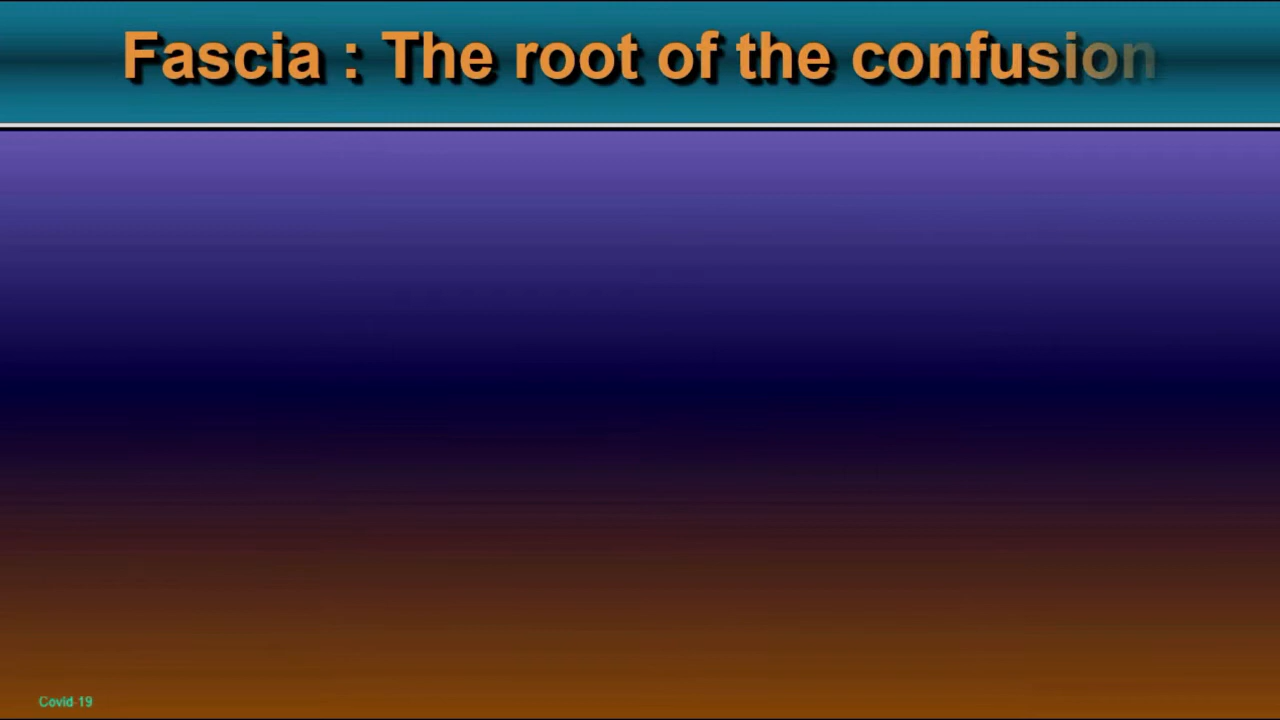 Fascia : The root of the confusion
Covid-19